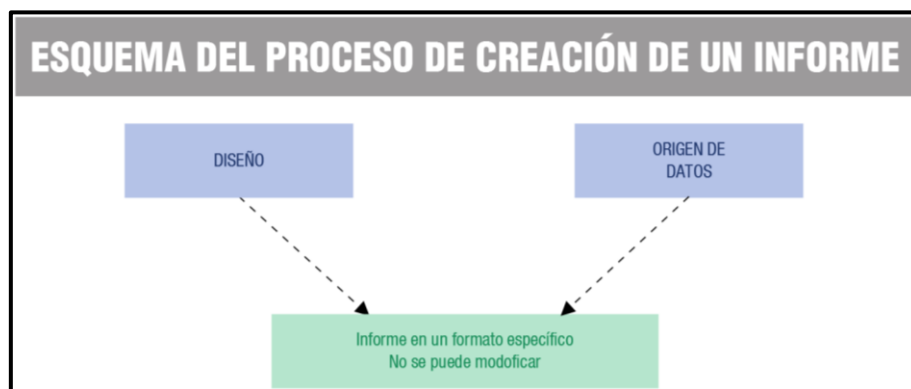 ESQUEMA DEL PROCESO DE CREACIÓN DE UN INFORME
DISEÑO
ORIGEN DE
DATOS
Informe en un formato específico
No se puede modoficar